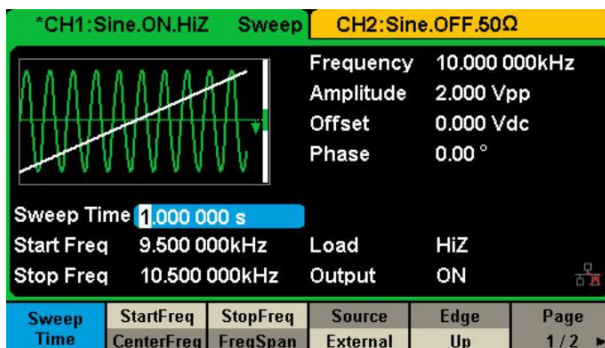 *CH1:Sine.ON.HiZ Sweep CH2:Sine.OFF.50Ω
Frequency 10.000 000kHz
Amplitude 2.000 Vpp
Offset 0.000 Vdc
Phase 0.00 °
Sweep Time 1.000 000 s
Start Freq 9.500 000kHz Load HiZ
Stop Freq 10.500 000kHz Output ON
Sweep Time
StartFreq CenterFreq
StopFreq FreqSpan
Source External
Edge Up
Page 1/2 ►